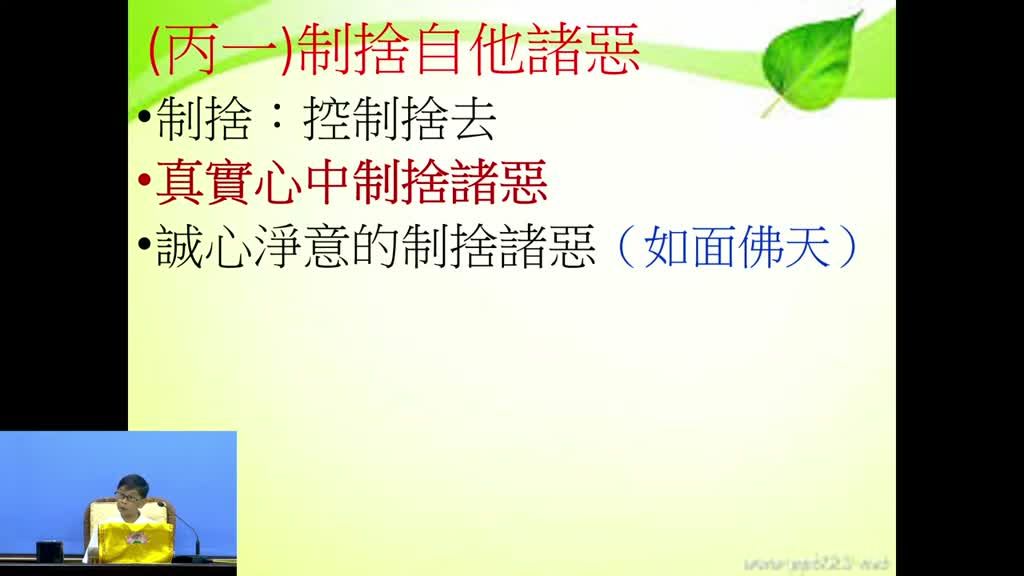 (丙一)制捨自他諸惡
•制捨：控制捨去
•真實心中制捨諸惡
•誠心淨意的制捨諸惡（如面佛天）